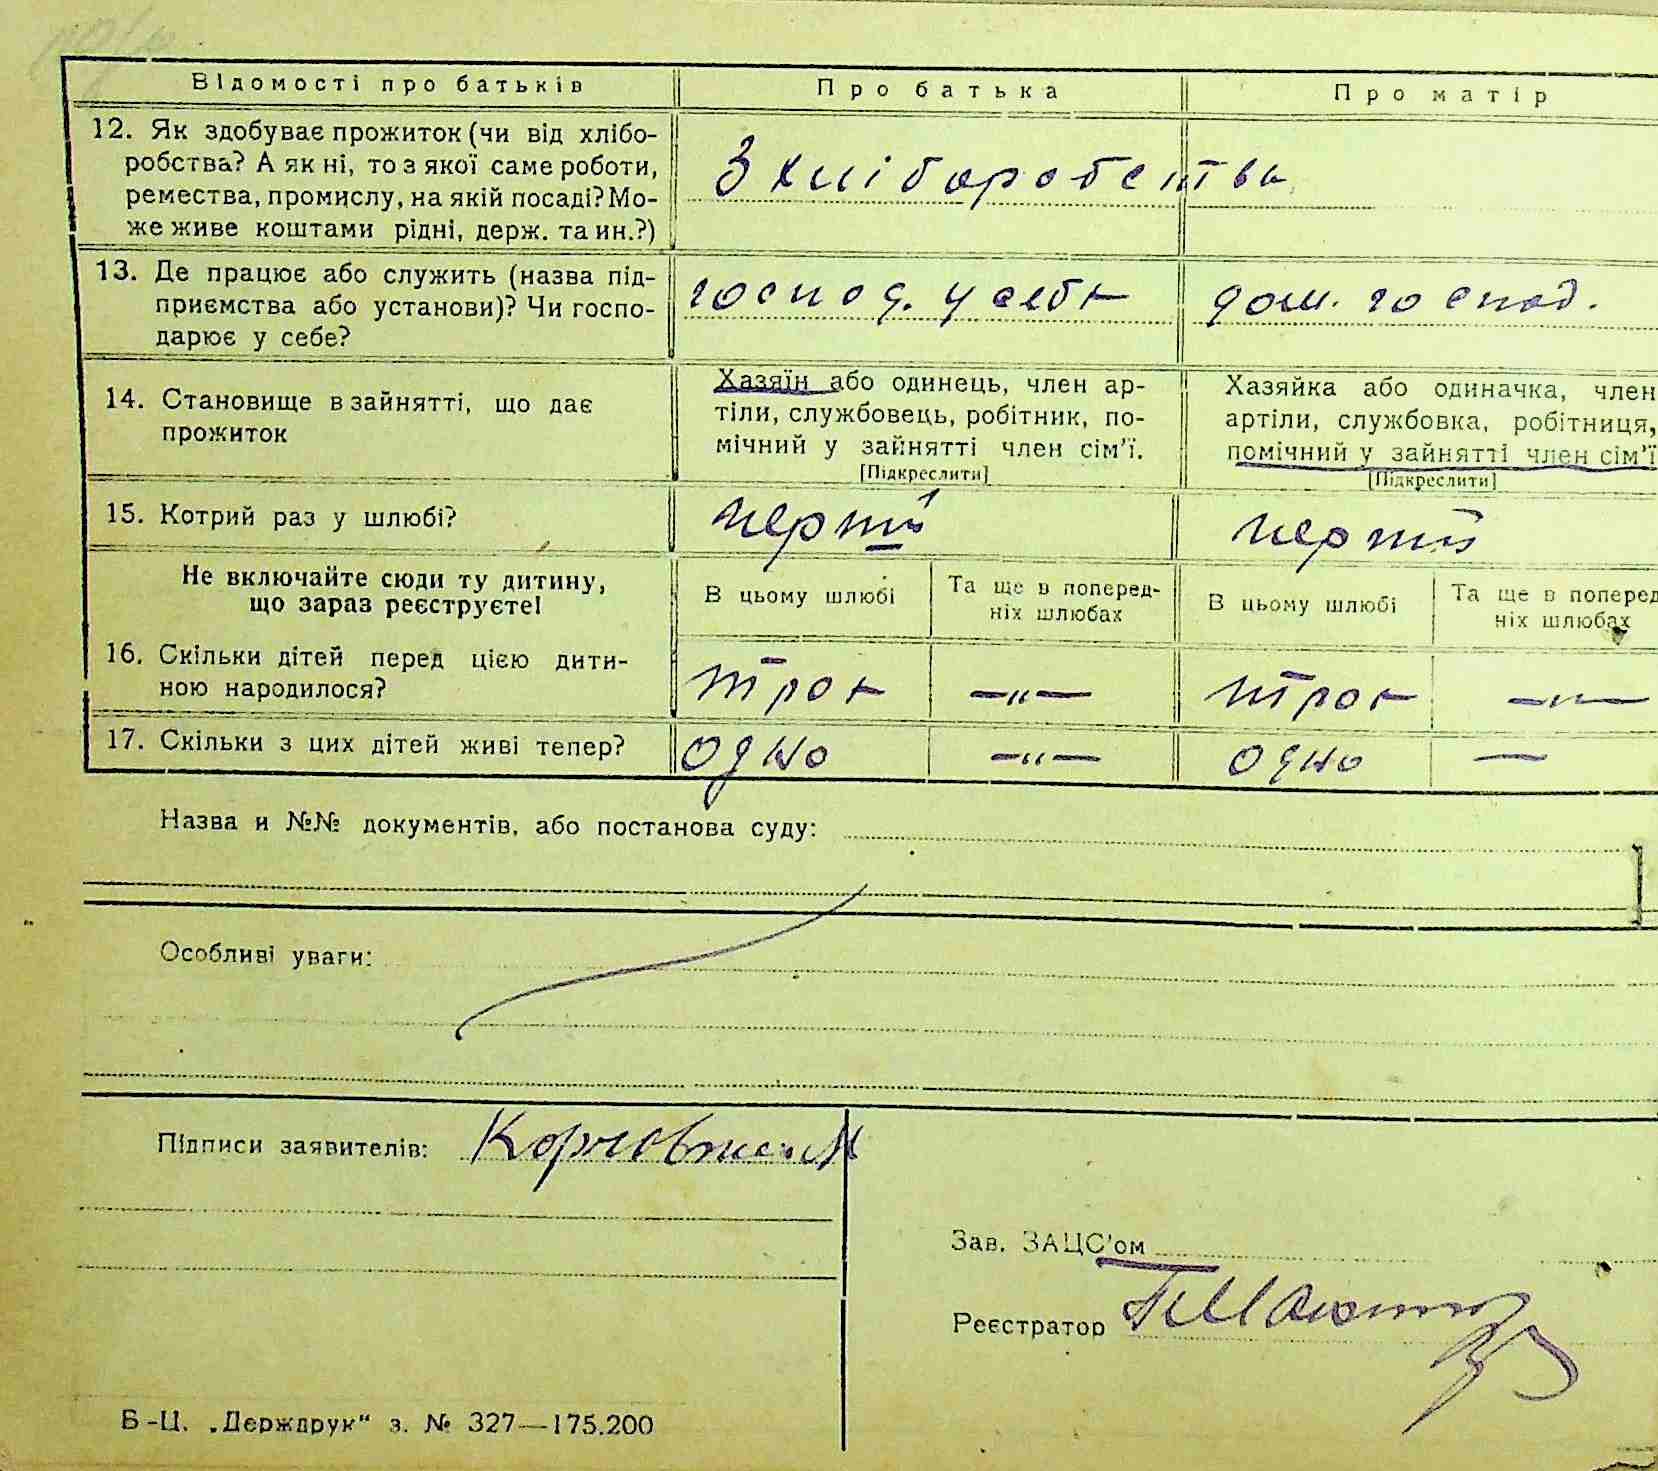 Відомості про батьків Про батька Про матір
12. Як здобуває прожиток (чи від хлібо-
робства? А як ні, то з якої саме роботи,
ремества, промислу, на якій посаді? Мо-
же живе коштами рідні, держ. та ин.?)
З хліборобства
13. Де працює або служить (назва під-
приємства або установи)? Чи госпо-
дарює у себе?
господ. у себе дом. господ.
14. Становище в зайнятті, що дає
прожиток
Хазяїн або одинець, член ар-
тіли, службовець, робітник, по-
мічний у зайнятті член сім'ї.
[Підкреслити]
Хазяйка або одиначка, член
артіли, службовка, робітниця,
помічний у зайнятті член сім'ї
[Підкреслити]
15. Котрий раз у шлюбі? перший перший
Не включайте сюди ту дитину,
що зараз реєструєте!
В цьому шлюбі
Та ще в поперед-
ніх шлюбах
В цьому шлюбі
Та ще в поперед
ніх шлюбах
16. Скільки дітей перед цією дити-
ною народилося?
троє —„— троє —„—
17. Скільки з цих дітей живі тепер? одно —„— одно —
Назва и №№ документів, або постанова суду:
Особливі уваги:
Підписи заявителів:
Зав. ЗАЦС'ом
Реєстратор
Б-Ц. „Держдрук“ з. № 327—175.200